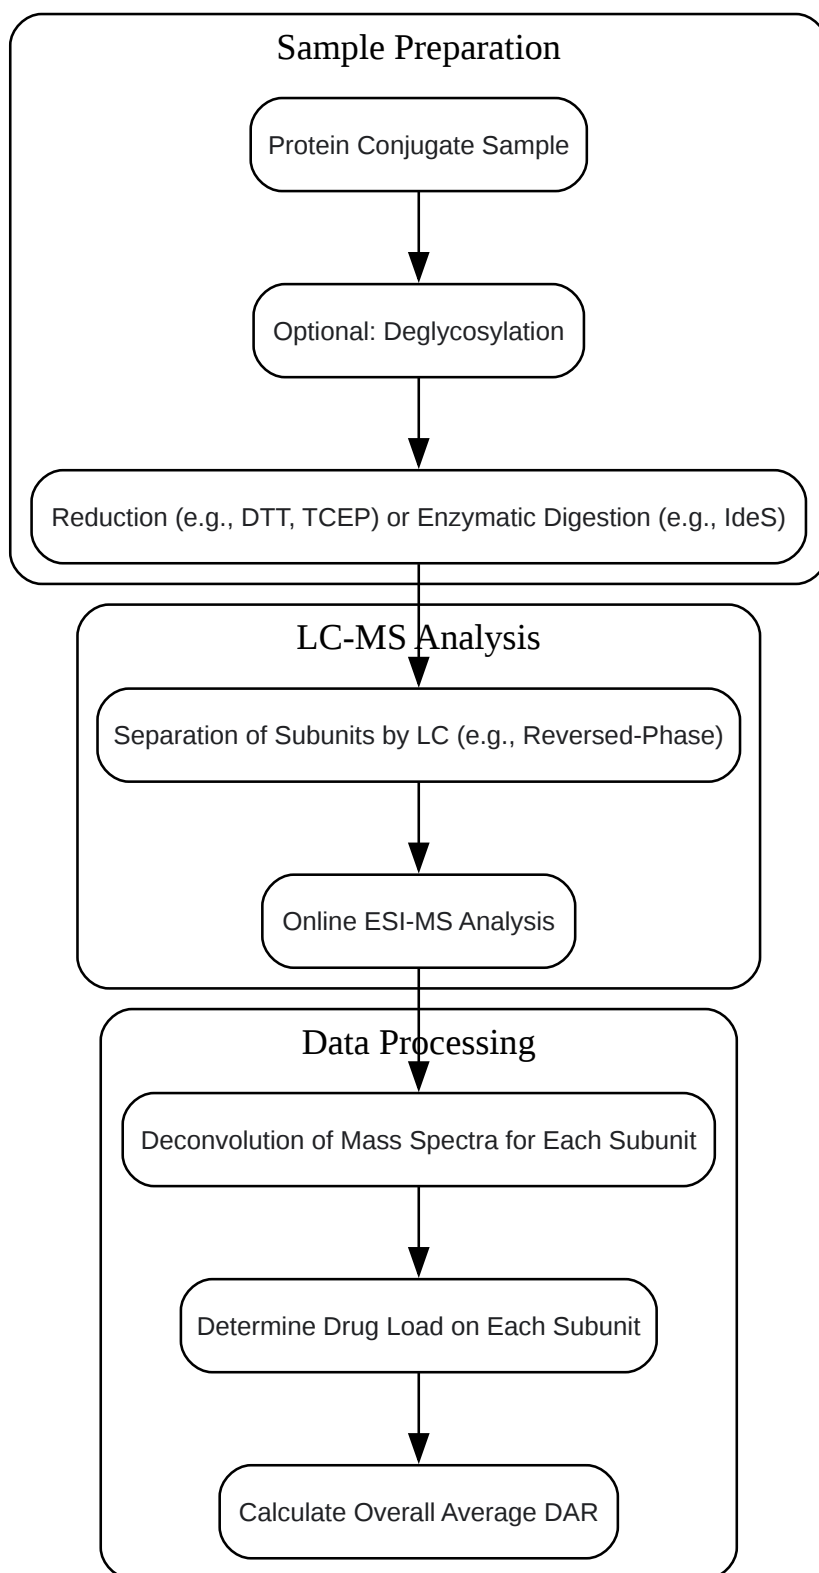 Sample Preparation
Protein Conjugate Sample
Optional: Deglycosylation
Reduction (e.g., DTT, TCEP) or Enzymatic Digestion (e.g., IdeS)
LC-MS Analysis
Separation of Subunits by LC (e.g., Reversed-Phase)
Online ESI-MS Analysis
Data Processing
Deconvolution of Mass Spectra for Each Subunit
Determine Drug Load on Each Subunit
Calculate Overall Average DAR